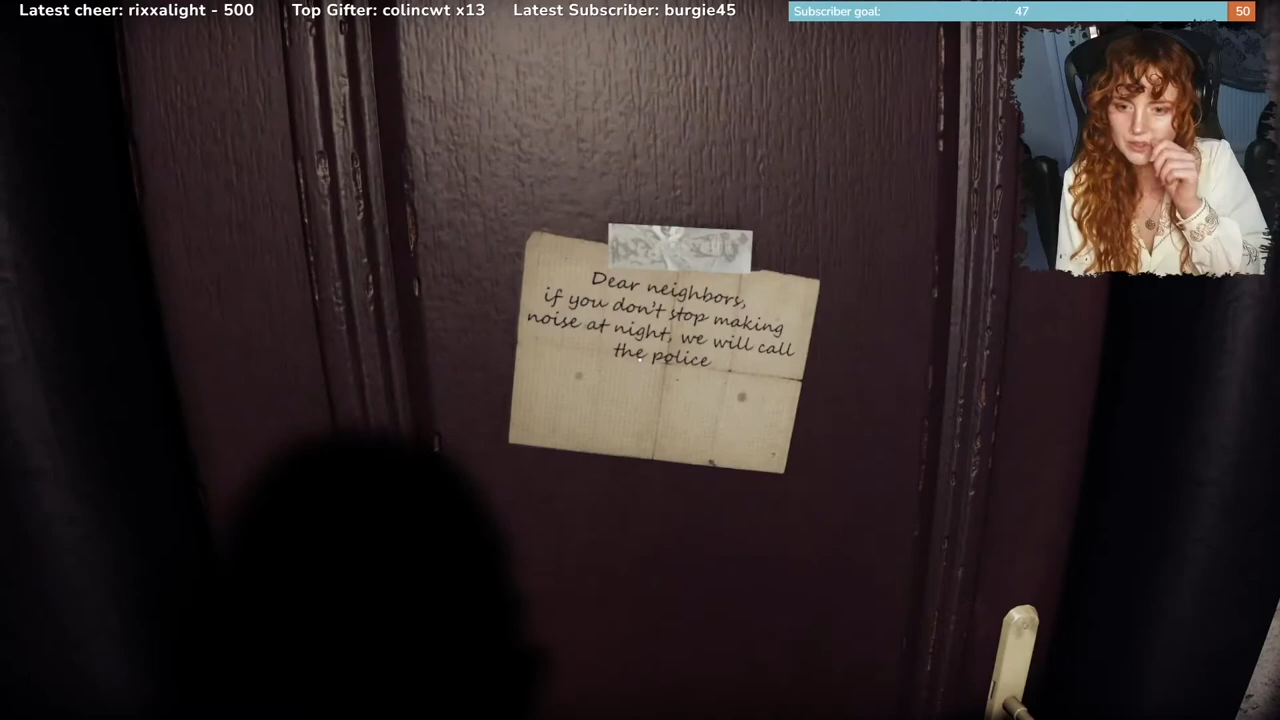 Latest cheer: rixxalight - 500
Top Gifter: colincwt x13
Latest Subscriber: burgie45
Subscriber goal:
47
50
Dear neighbors,
if you don't stop making
noise at night, we will call
the police